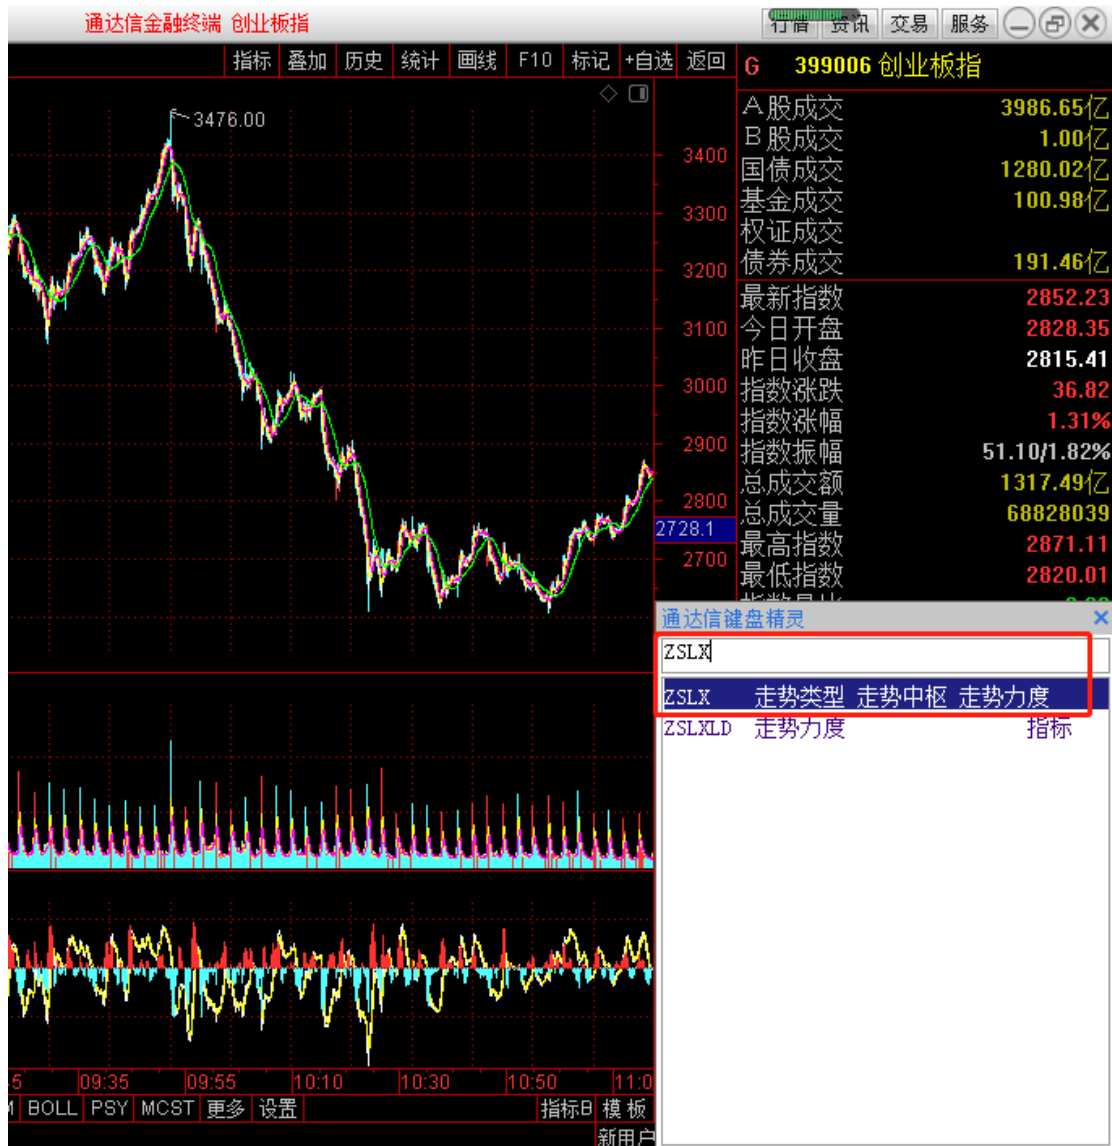 通达信金融终端 创业板指
行情 资讯 交易 服务
指标 叠加 历史 统计 画线 F10 标记 +自选 返回
G 399006 创业板指
3476.00
3400
3300
3200
3100
3000
2900
2800
2728.1
2700
A股成交 3986.65亿
B股成交 1.00亿
国债成交 1280.02亿
基金成交 100.98亿
权证成交
债券成交 191.46亿
最新指数 2852.23
今日开盘 2828.35
昨日收盘 2815.41
指数涨跌 36.82
指数涨幅 1.31%
指数振幅 51.10/1.82%
总成交额 1317.49亿
总成交量 68828039
最高指数 2871.11
最低指数 2820.01
通达信键盘精灵 ×
ZSLX
ZSLX 走势类型 走势中枢 走势力度
ZSLXLD 走势力度 指标
09:35 09:55 10:10 10:30 10:50 11:0
BOLL PSY MCST 更多 设置 指标B 模板
新用户